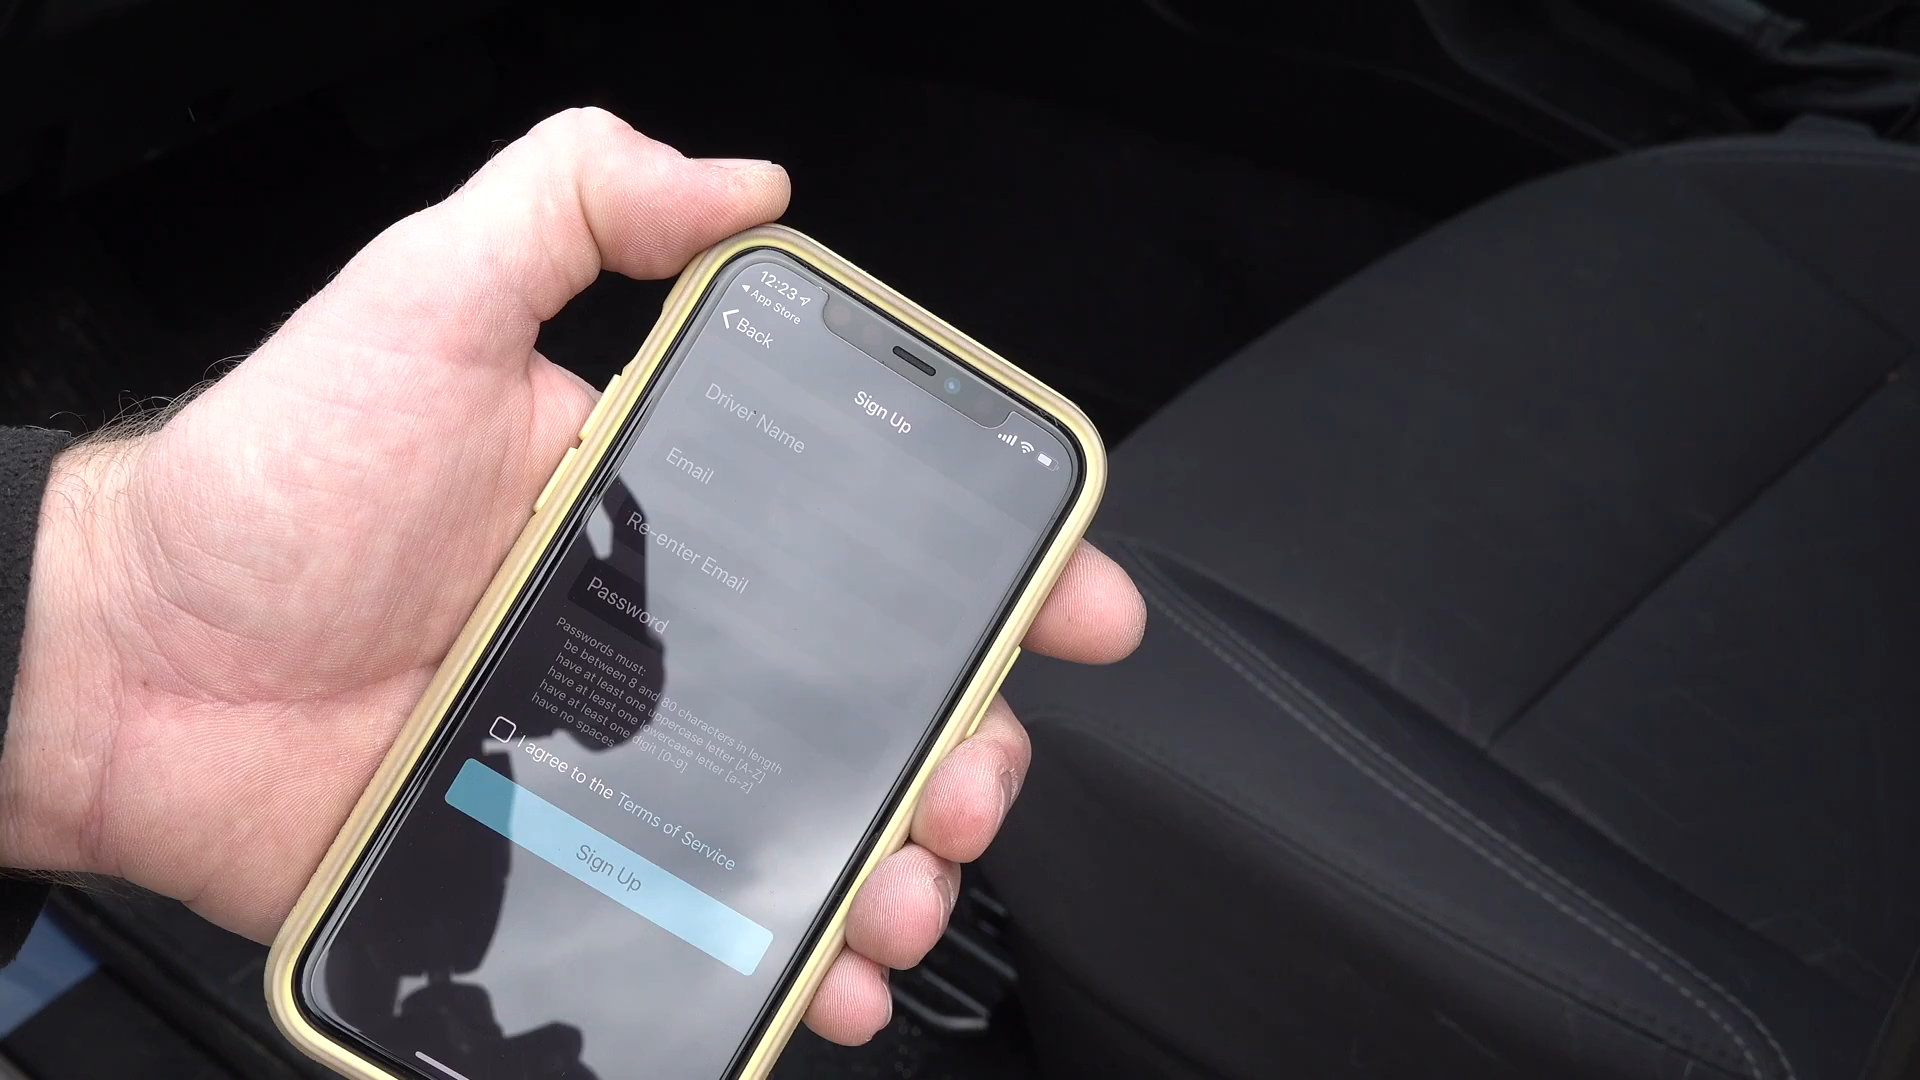 12:23
App Store
Back
Sign Up
Driver Name
Email
Re-enter Email
Password
Passwords must:
be between 8 and 80 characters in length
have at least one uppercase letter [A-Z]
have at least one lowercase letter [a-z]
have at least one digit [0-9]
have no spaces
I agree to the Terms of Service
Sign Up